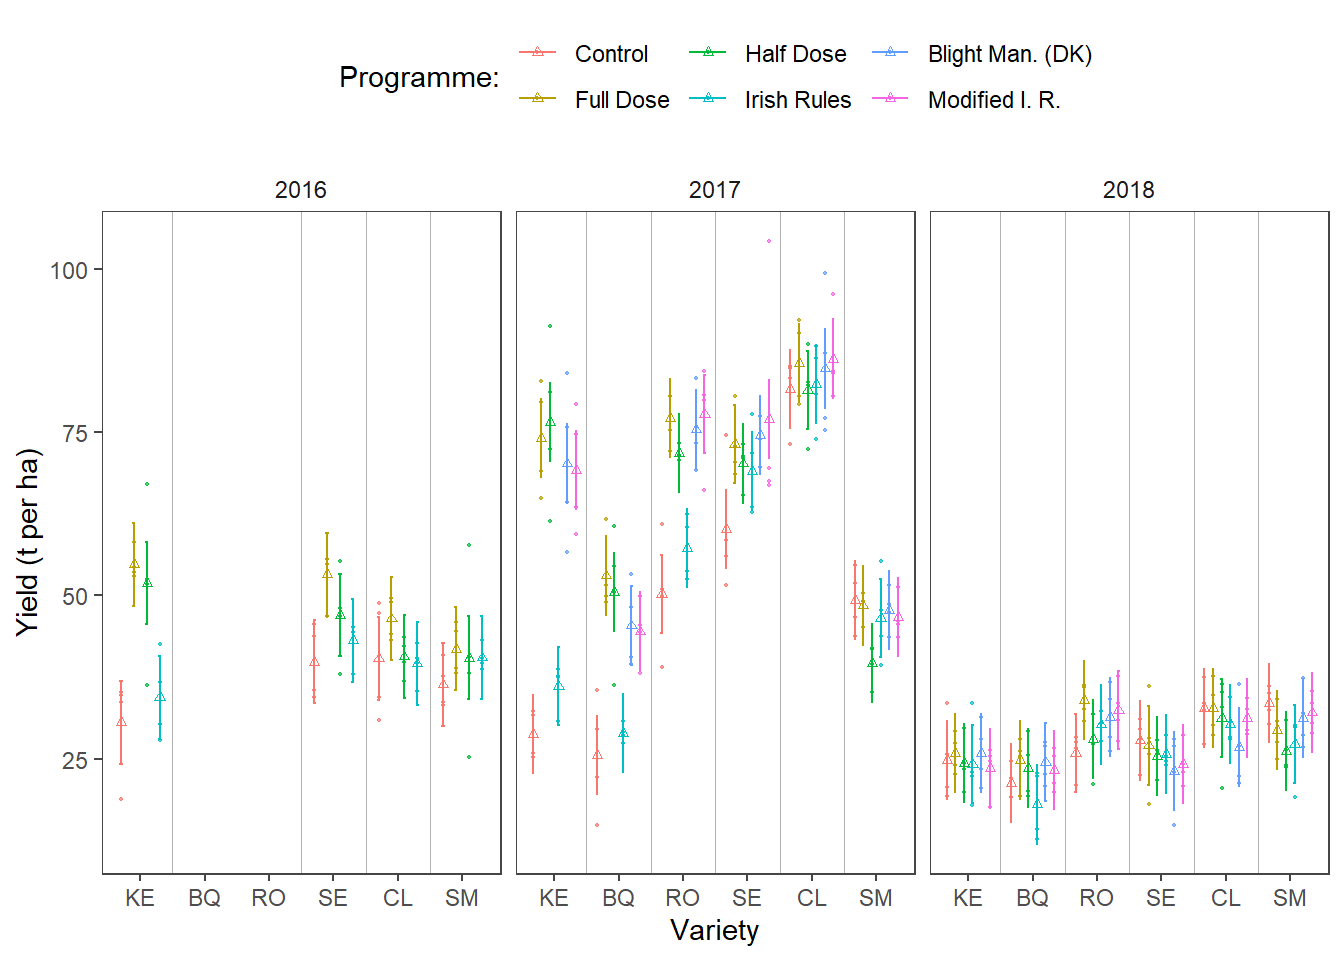 Programme:
Control
Half Dose
Blight Man. (DK)
Full Dose
Irish Rules
Modified I. R.
2016
2017
2018
Yield (t per ha)
100
75
50
25
KE BQ RO SE CL SM
KE BQ RO SE CL SM
KE BQ RO SE CL SM
Variety